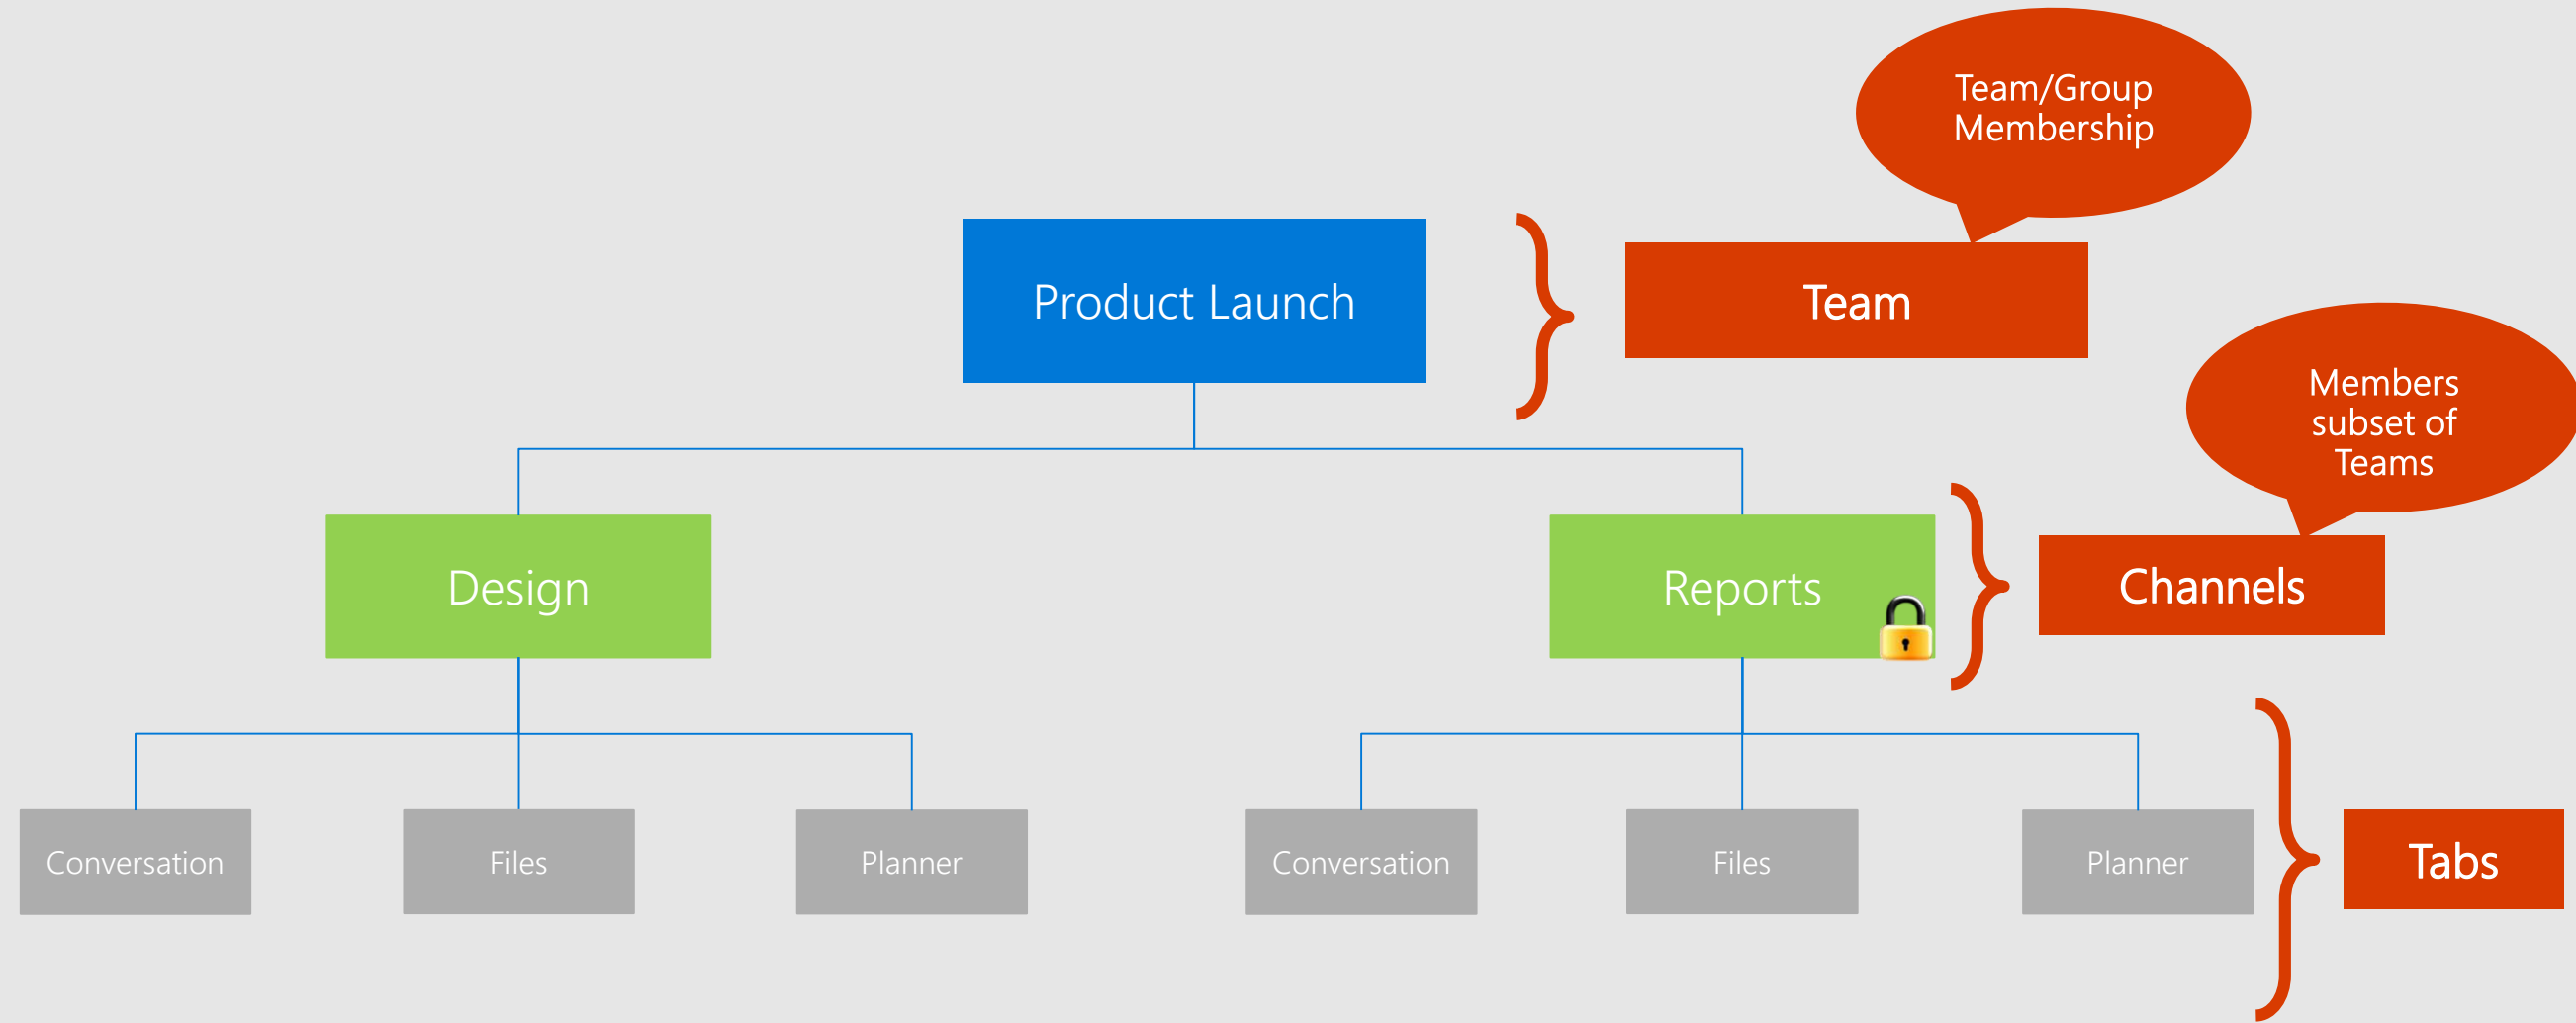 Team/Group
Membership
Product Launch
Team
Members
subset of
Teams
Design
Reports
Channels
Conversation
Files
Planner
Conversation
Files
Planner
Tabs